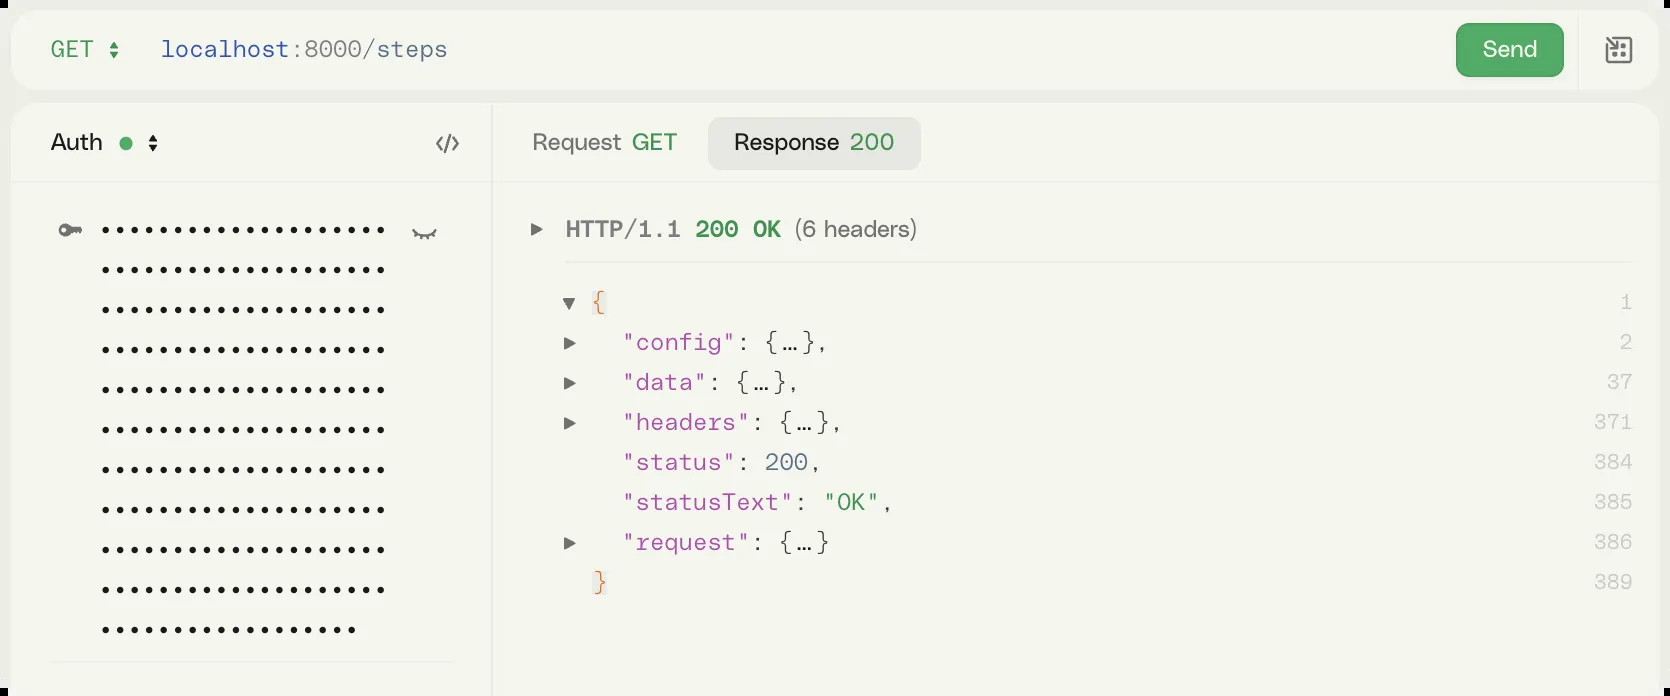 GET localhost:8000/steps Send
Auth
Request GET Response 200
HTTP/1.1 200 OK (6 headers)
{ 1
"config": {…}, 2
"data": {…}, 37
"headers": {…}, 371
"status": 200, 384
"statusText": "OK", 385
"request": {…} 386
} 389